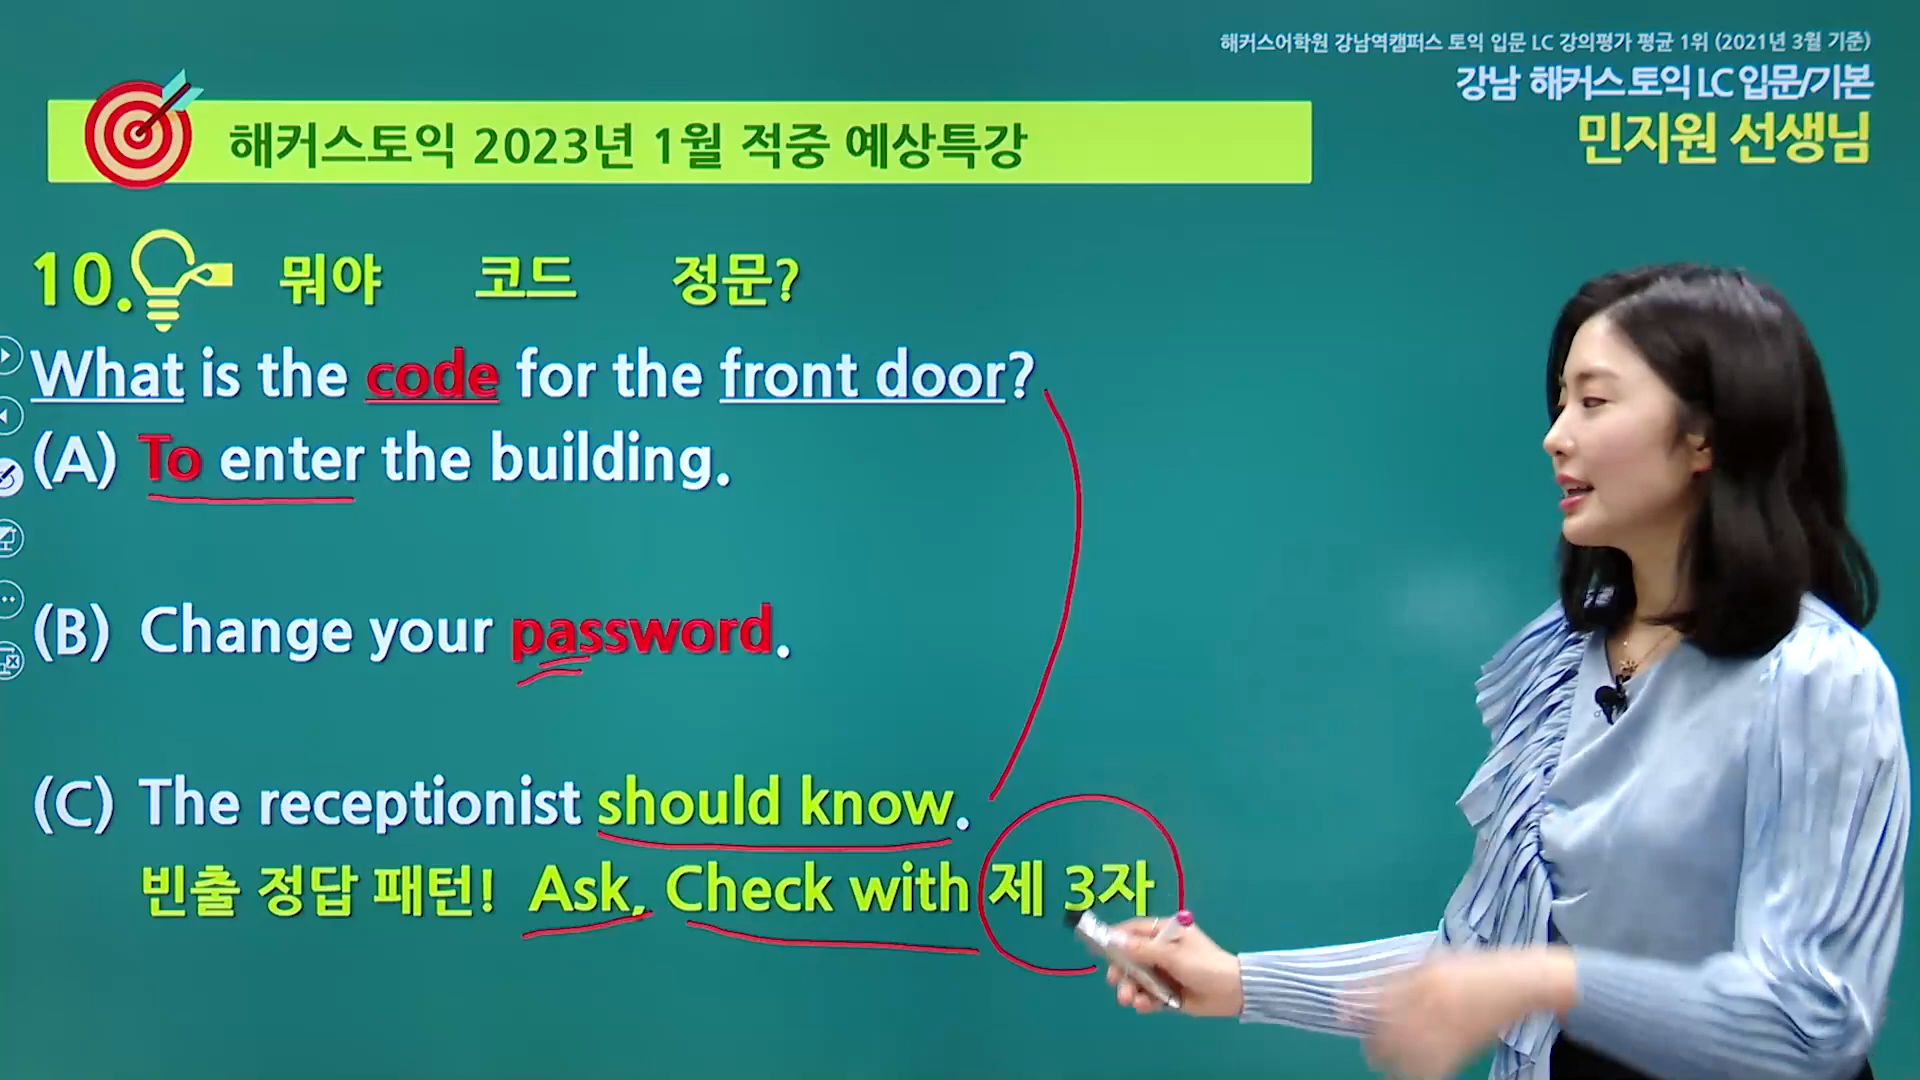 해커스어학원 강남역캠퍼스 토익 입문 LC 강의평가 평균 1위 (2021년 3월 기준)
강남 해커스 토익 LC 입문/기본
민지원 선생님
해커스토익 2023년 1월 적중 예상특강
10. 뭐야 코드 정문?
What is the code for the front door?
(A) To enter the building.
(B) Change your password.
(C) The receptionist should know.
빈출 정답 패턴! Ask, Check with 제 3자